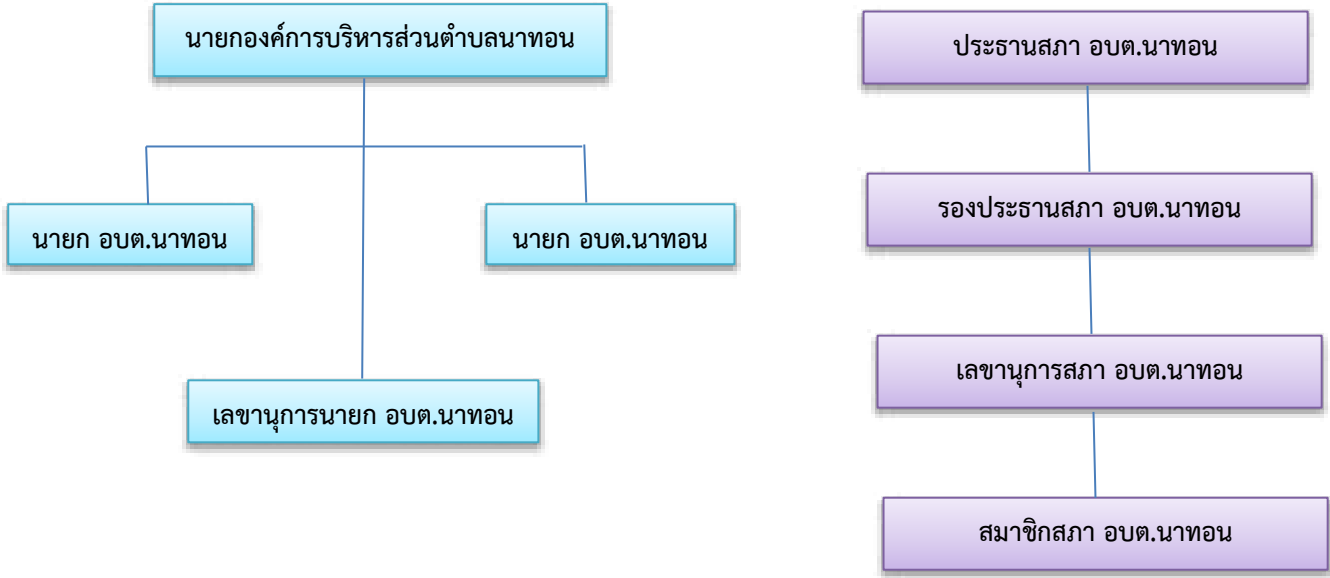 นายกองค์การบริหารส่วนตำบลนาทอน
นายก อบต.นาทอน
นายก อบต.นาทอน
เลขานุการนายก อบต.นาทอน
ประธานสภา อบต.นาทอน
รองประธานสภา อบต.นาทอน
เลขานุการสภา อบต.นาทอน
สมาชิกสภา อบต.นาทอน